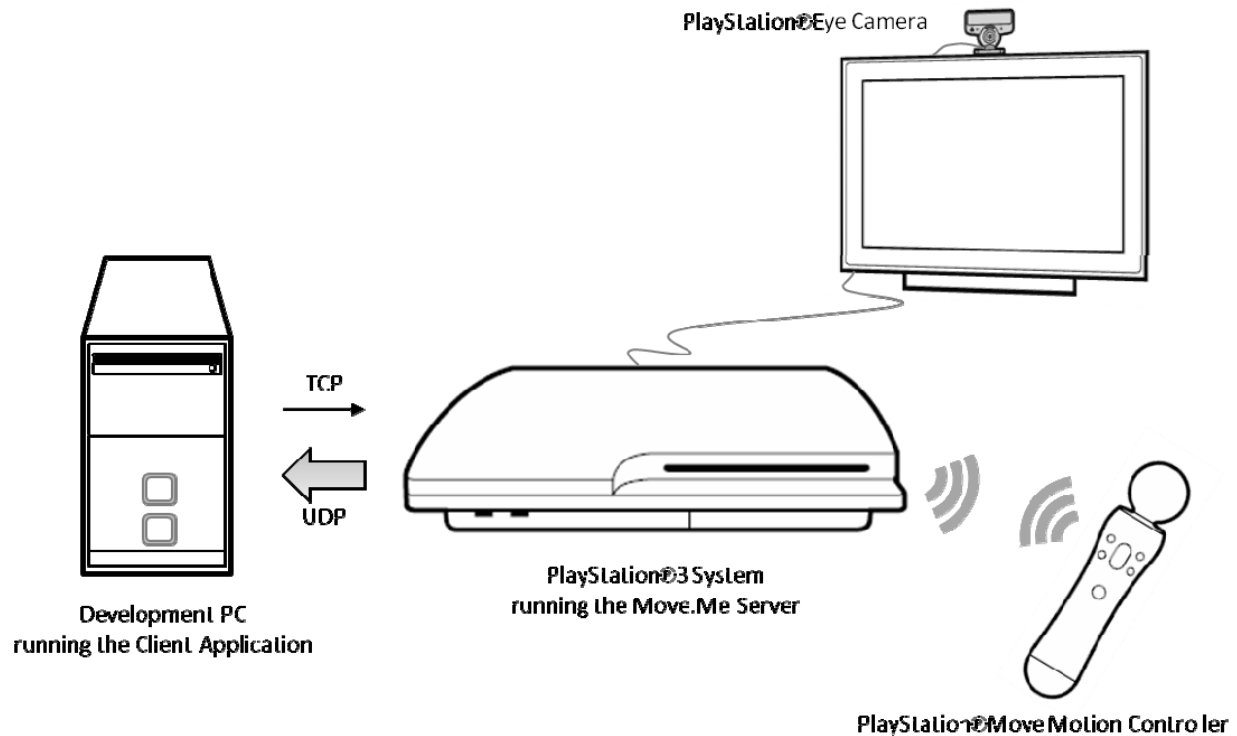 PlayStation®Eye Camera
TCP
UDP
PlayStation®3 System
running the Move.Me Server
Development PC
running the Client Application
PlayStation®Move Motion Controller